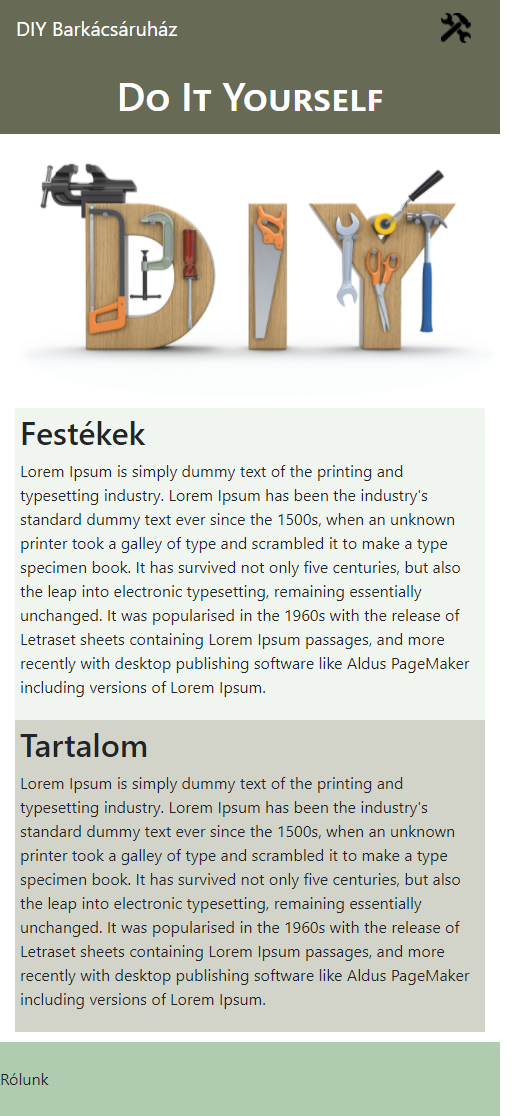 DIY Barkácsáruház
Do It Yourself
DIY
Festékek
Lorem Ipsum is simply dummy text of the printing and
typesetting industry. Lorem Ipsum has been the industry's
standard dummy text ever since the 1500s, when an unknown
printer took a galley of type and scrambled it to make a type
specimen book. It has survived not only five centuries, but also
the leap into electronic typesetting, remaining essentially
unchanged. It was popularised in the 1960s with the release of
Letraset sheets containing Lorem Ipsum passages, and more
recently with desktop publishing software like Aldus PageMaker
including versions of Lorem Ipsum.
Tartalom
Lorem Ipsum is simply dummy text of the printing and
typesetting industry. Lorem Ipsum has been the industry's
standard dummy text ever since the 1500s, when an unknown
printer took a galley of type and scrambled it to make a type
specimen book. It has survived not only five centuries, but also
the leap into electronic typesetting, remaining essentially
unchanged. It was popularised in the 1960s with the release of
Letraset sheets containing Lorem Ipsum passages, and more
recently with desktop publishing software like Aldus PageMaker
including versions of Lorem Ipsum.
Rólunk